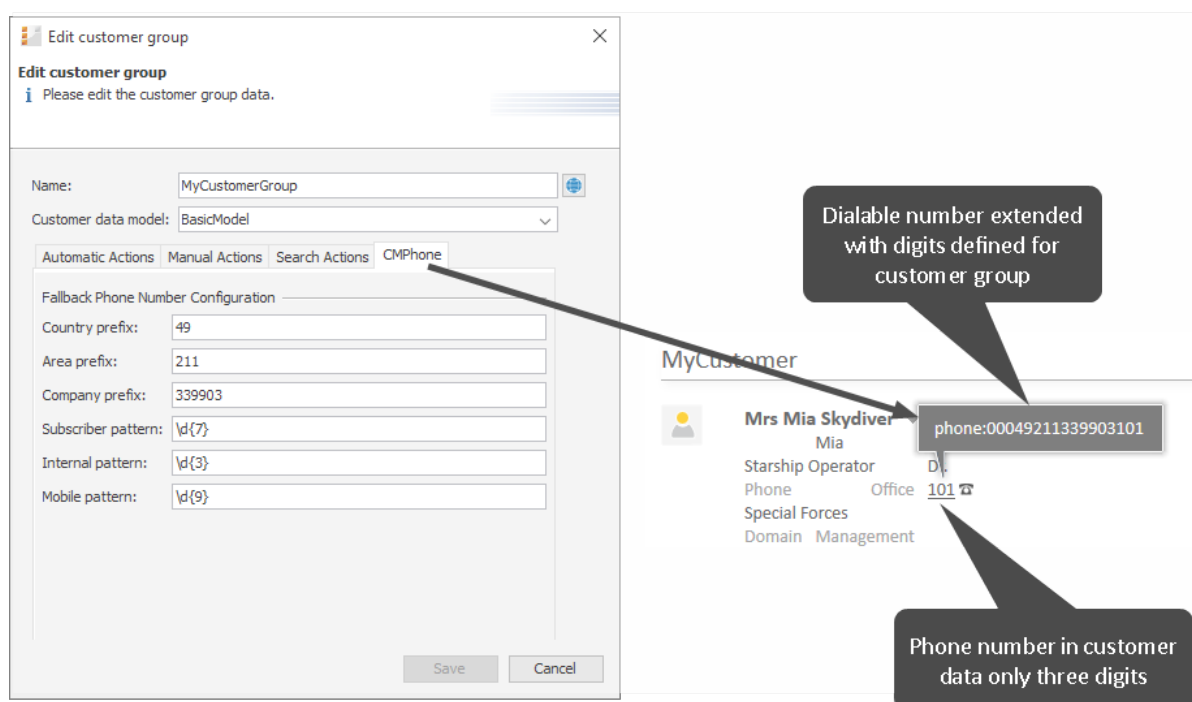 Edit customer group
Edit customer group
Please edit the customer group data.
Name: MyCustomerGroup
Customer data model: BasicModel
Automatic Actions Manual Actions Search Actions CMPhone
Fallback Phone Number Configuration
Country prefix: 49
Area prefix: 211
Company prefix: 339903
Subscriber pattern: \d{7}
Internal pattern: \d{3}
Mobile pattern: \d{9}
Save Cancel
Dialable number extended
with digits defined for
customer group
MyCustomer
Mrs Mia Skydiver
phone:00049211339903101
Mia
Starship Operator
Phone Office 101
Special Forces
Domain Management
Phone number in customer
data only three digits